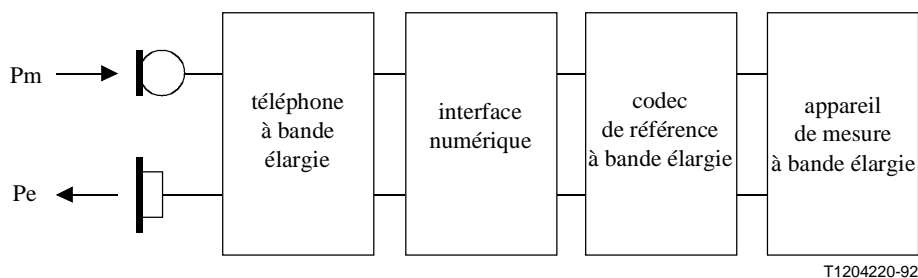 Pm
Pe
téléphone
à bande
élargie
interface
numérique
codec
de référence
à bande élargie
appareil
de mesure
à bande élargie
T1204220-92